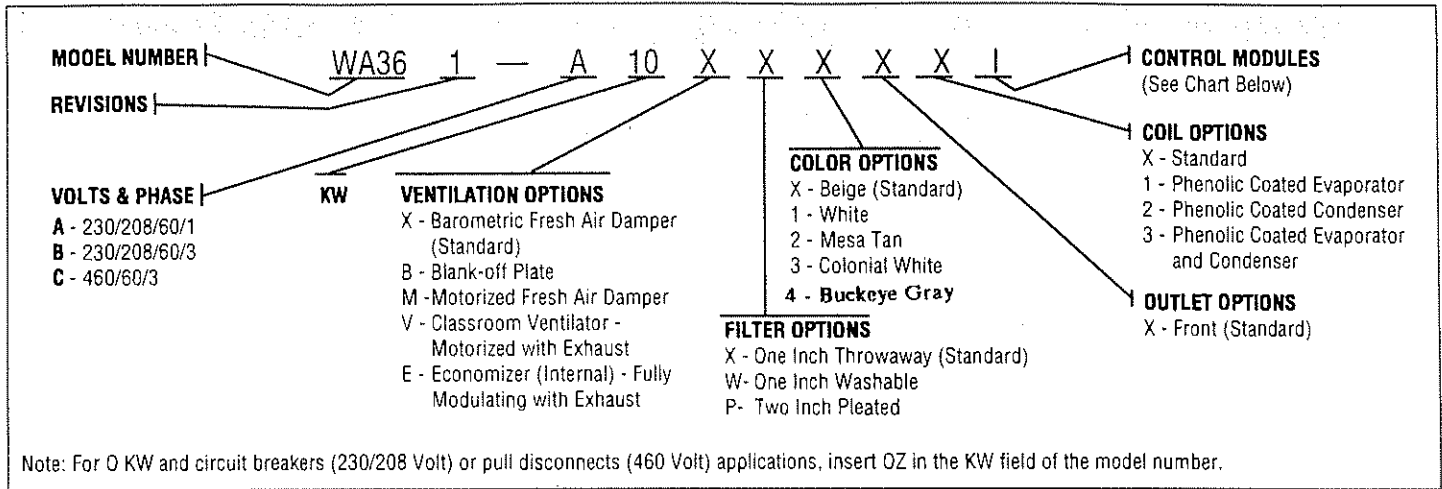 MODEL NUMBER
WA36 1 — A 10 X X X X X I
CONTROL MODULES
(See Chart Below)
REVISIONS
COIL OPTIONS
X - Standard
1 - Phenolic Coated Evaporator
2 - Phenolic Coated Condenser
3 - Phenolic Coated Evaporator
and Condenser
VOLTS & PHASE
A - 230/208/60/1
B - 230/208/60/3
C - 460/60/3
KW
VENTILATION OPTIONS
X - Barometric Fresh Air Damper
(Standard)
B - Blank-off Plate
M -Motorized Fresh Air Damper
V - Classroom Ventilator -
Motorized with Exhaust
E - Economizer (Internal) - Fully
Modulating with Exhaust
COLOR OPTIONS
X - Beige (Standard)
1 - White
2 - Mesa Tan
3 - Colonial White
4 - Buckeye Gray
FILTER OPTIONS
X - One Inch Throwaway (Standard)
W- One Inch Washable
P- Two Inch Pleated
OUTLET OPTIONS
X - Front (Standard)
Note: For O KW and circuit breakers (230/208 Volt) or pull disconnects (460 Volt) applications, insert OZ in the KW field of the model number.